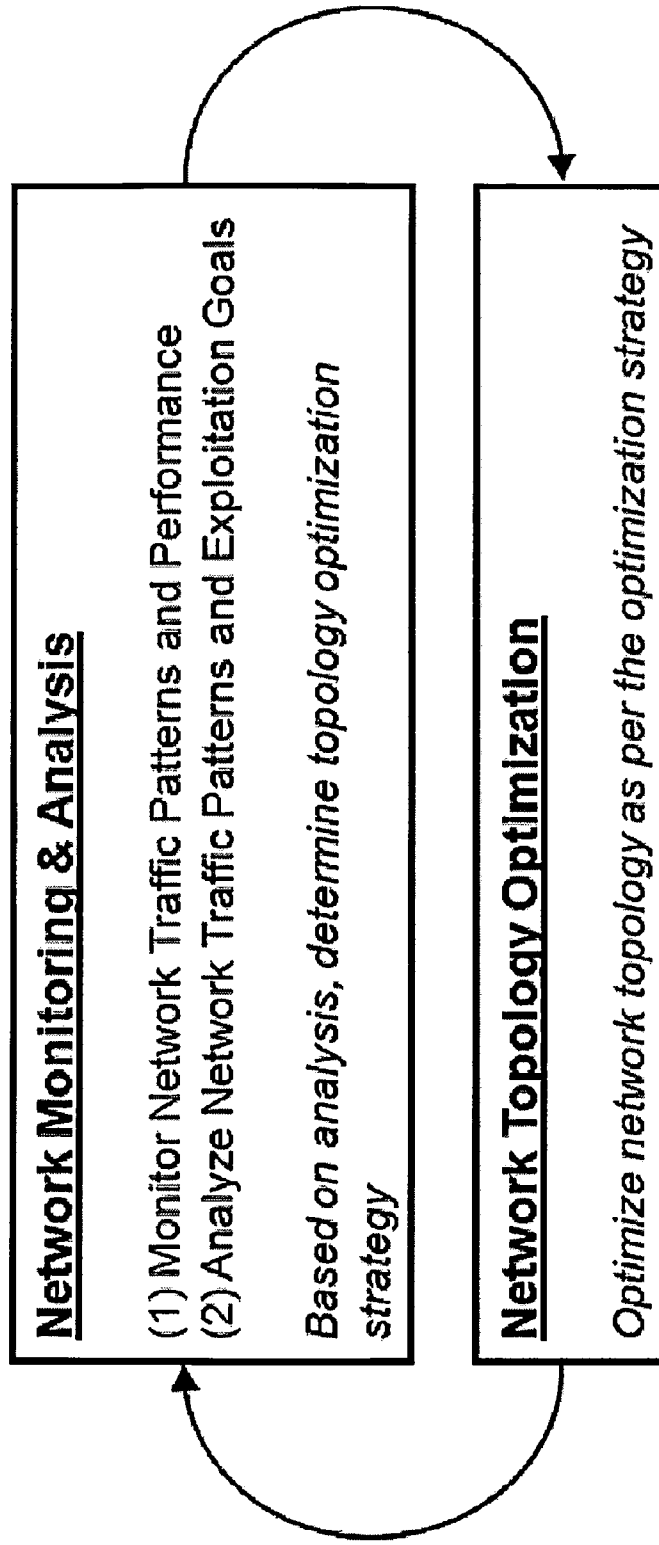 Network Monitoring & Analysis
(1) Monitor Network Traffic Patterns and Performance
(2) Analyze Network Traffic Patterns and Exploitation Goals
Based on analysis, determine topology optimization
strategy
Network Topology Optimization
Optimize network topology as per the optimization strategy